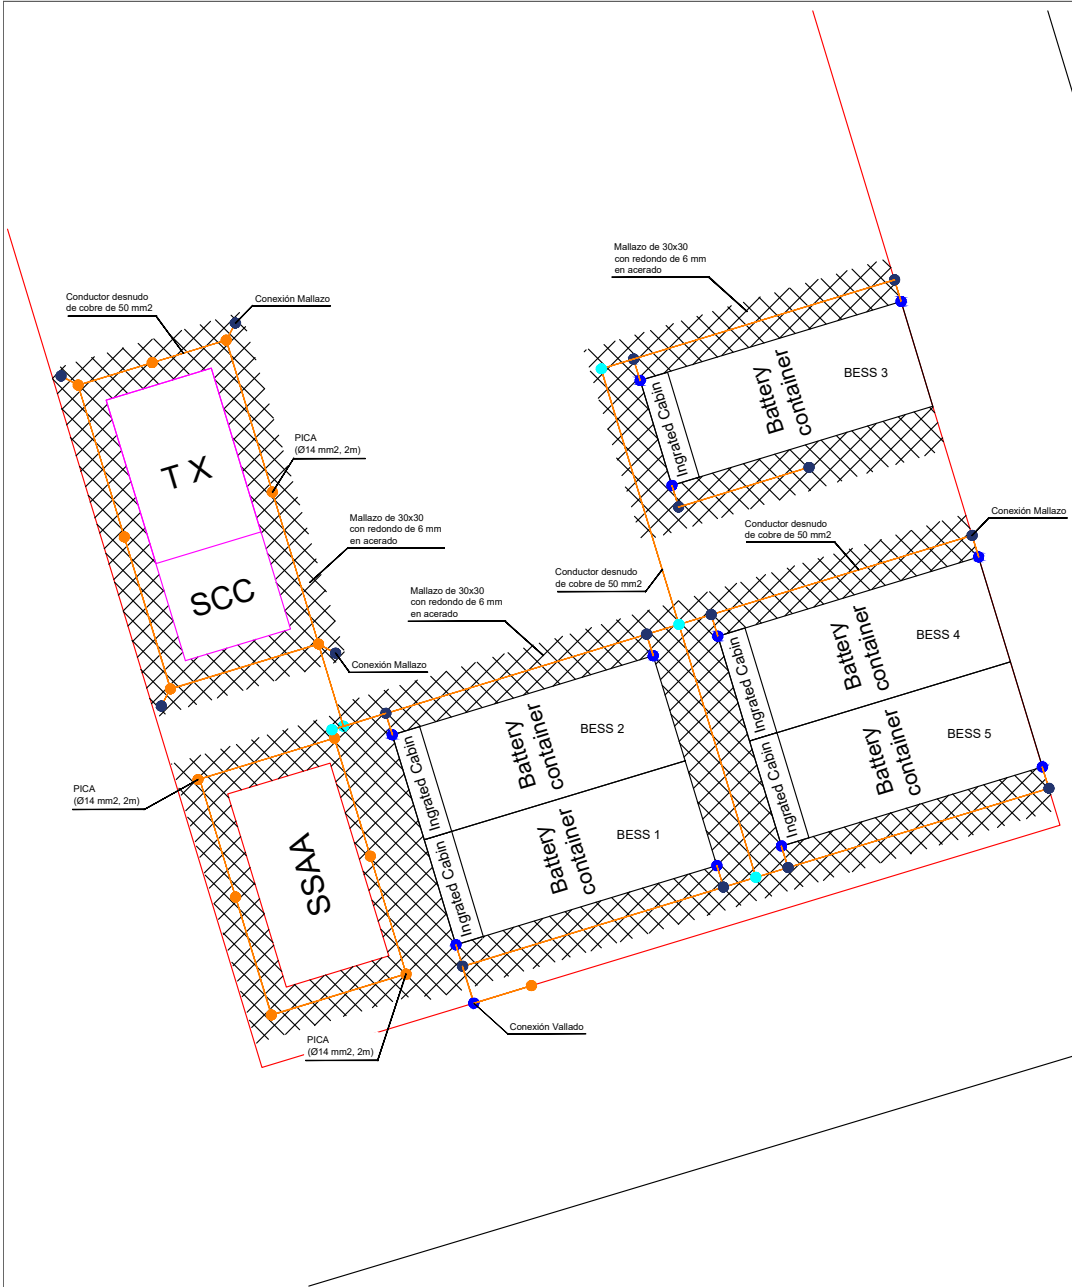 Mallazo de 30x30
con redondo de 6 mm
en acerado
Conductor desnudo
de cobre de 50 mm2
Conexión Mallazo
BESS 3
Battery
container
Ingrated Cabin
T X
PICA
(Ø14 mm2, 2m)
Mallazo de 30x30
con redondo de 6 mm
en acerado
Conductor desnudo
de cobre de 50 mm2
Conexión Mallazo
SCC
Conductor desnudo
de cobre de 50 mm2
Mallazo de 30x30
con redondo de 6 mm
en acerado
Conexión Mallazo
BESS 4
Battery
container
Ingrated Cabin
BESS 2
Battery
container
Ingrated Cabin
BESS 5
Battery
container
Ingrated Cabin
PICA
(Ø14 mm2, 2m)
BESS 1
Battery
container
Ingrated Cabin
SSAA
Conexión Vallado
PICA
(Ø14 mm2, 2m)